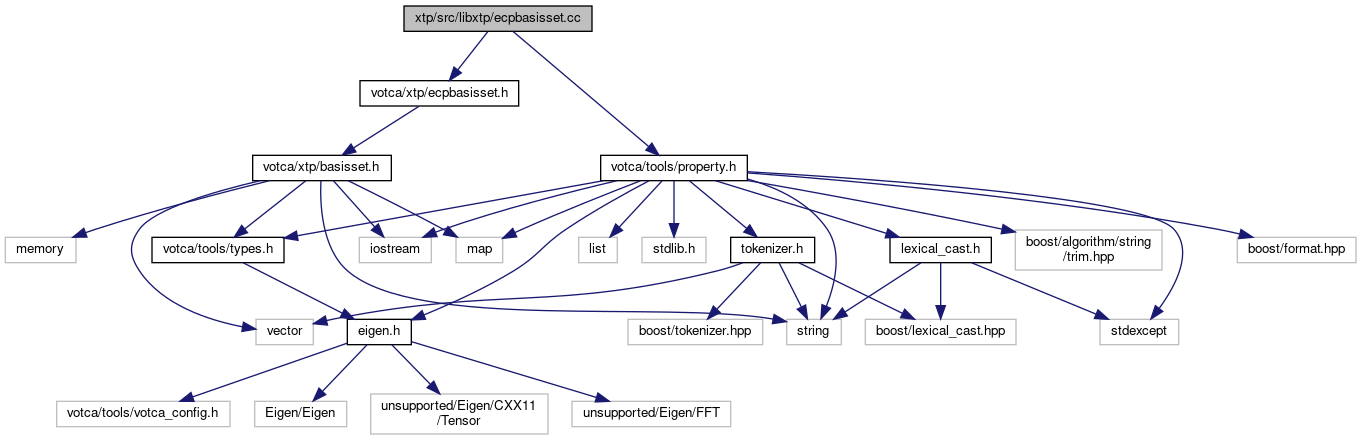 xtp/src/libxtp/ecpbasisset.cc
votca/xtp/ecpbasisset.h
votca/xtp/basisset.h
votca/tools/property.h
memory
votca/tools/types.h
iostream
map
list
stdlib.h
tokenizer.h
lexical_cast.h
boost/algorithm/string
/trim.hpp
boost/format.hpp
vector
eigen.h
boost/tokenizer.hpp
string
boost/lexical_cast.hpp
stdexcept
votca/tools/votca_config.h
Eigen/Eigen
unsupported/Eigen/CXX11
/Tensor
unsupported/Eigen/FFT